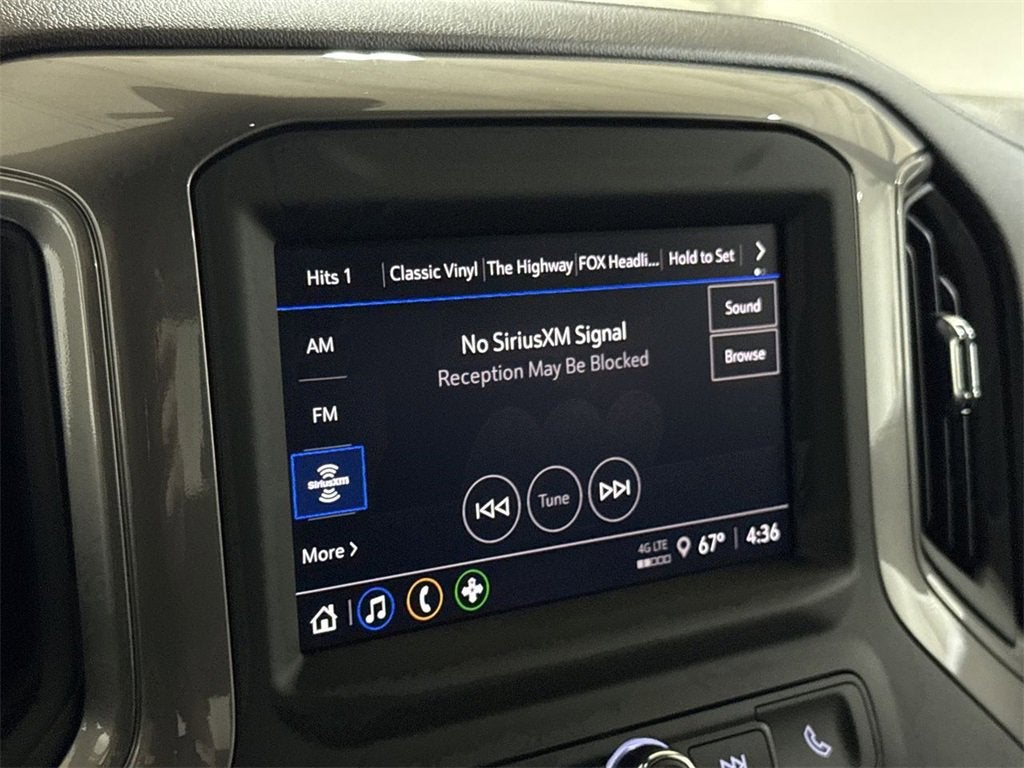 Hits 1 Classic Vinyl The Highway FOX Headli... Hold to Set
Sound
AM
No SiriusXM Signal
Reception May Be Blocked
Browse
FM
SiriusXM
Tune
More
4G LTE 67° 4:36